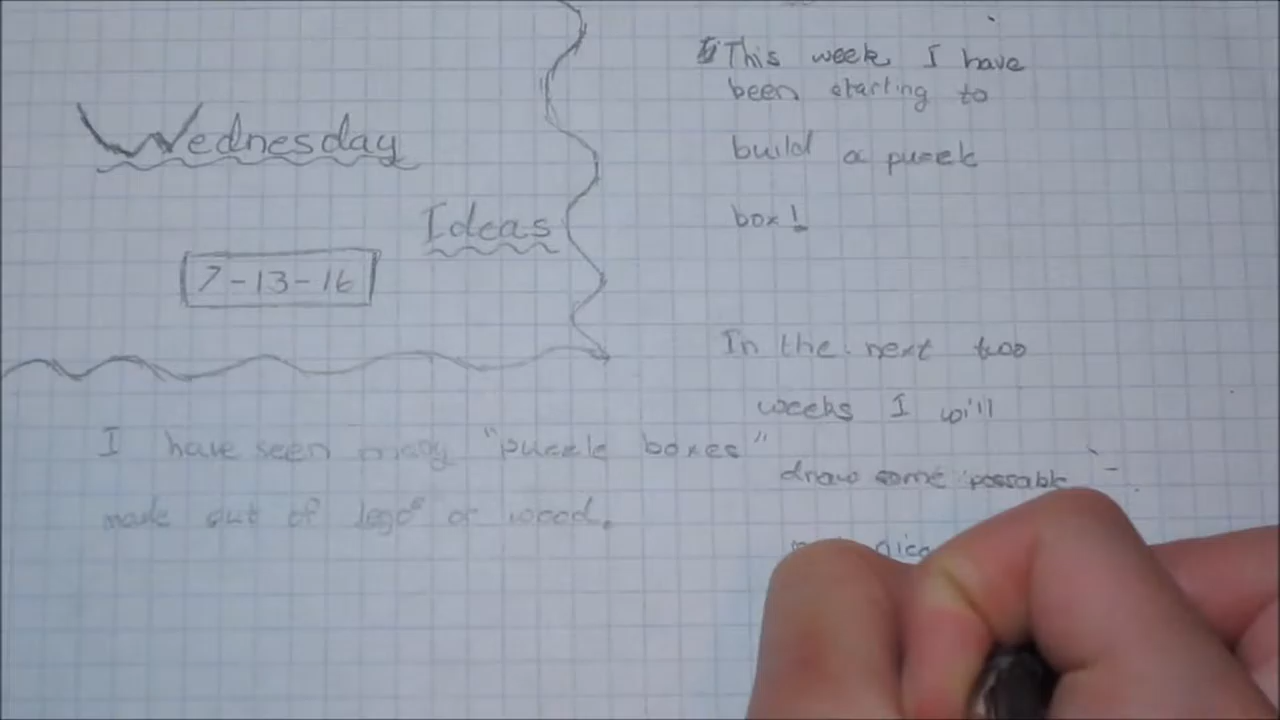 Wednesday
Ideas
7-13-16
I have seen many "puzzle boxes"
made out of lego or wood.
This week I have
been starting to
build a puzzle
box!
In the next two
weeks I will
draw some possable